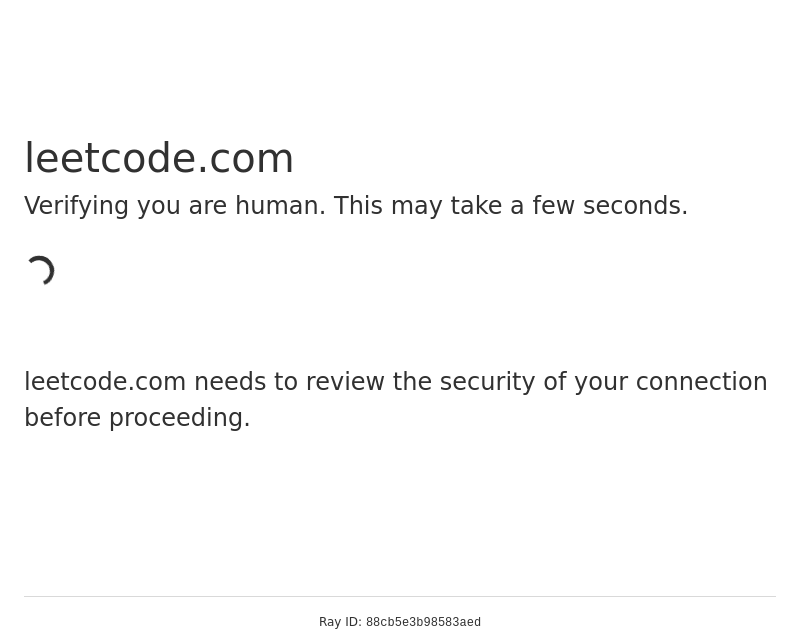 leetcode.com
Verifying you are human. This may take a few seconds.
leetcode.com needs to review the security of your connection
before proceeding.
Ray ID: 88cb5e3b98583aed